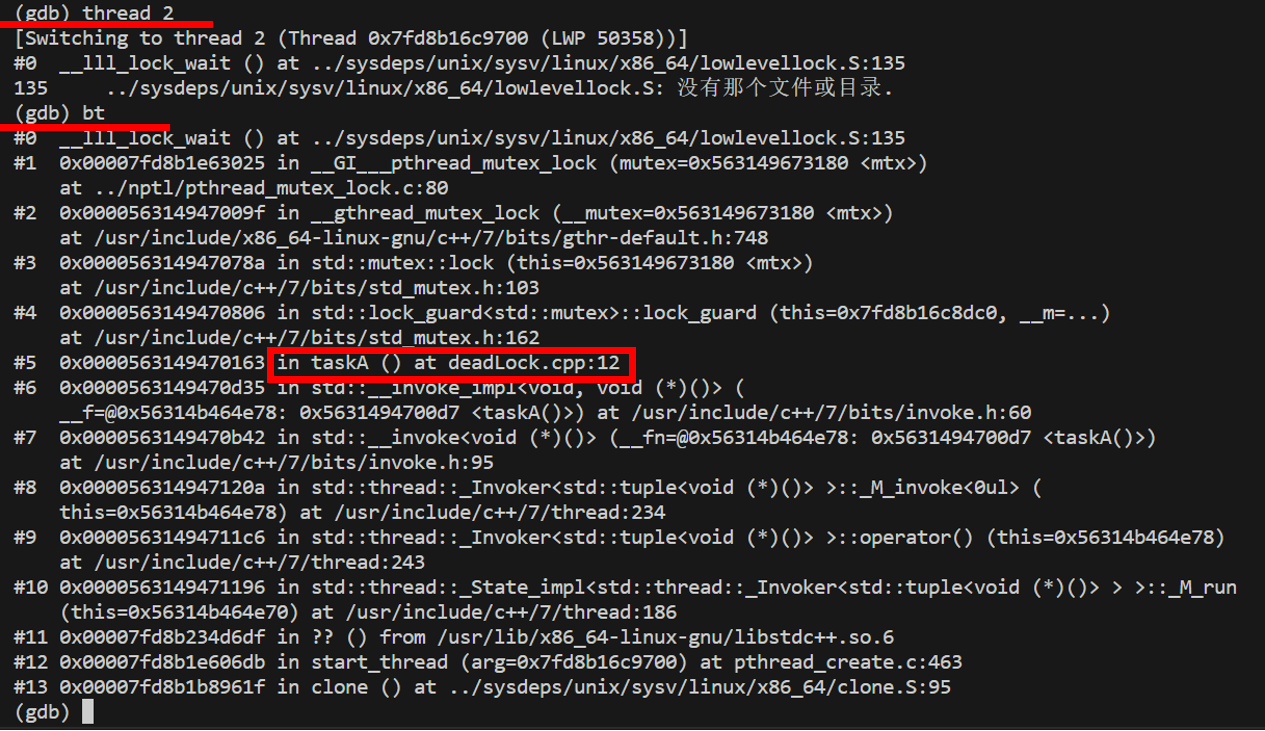 (gdb) thread 2
[Switching to thread 2 (Thread 0x7fd8b16c9700 (LWP 50358))]
#0  __lll_lock_wait () at ../sysdeps/unix/sysv/linux/x86_64/lowlevellock.S:135
135     ../sysdeps/unix/sysv/linux/x86_64/lowlevellock.S: 没有那个文件或目录.
(gdb) bt
#0  __lll_lock_wait () at ../sysdeps/unix/sysv/linux/x86_64/lowlevellock.S:135
#1  0x00007fd8b1e63025 in __GI___pthread_mutex_lock (mutex=0x563149673180 <mtx>)
    at ../nptl/pthread_mutex_lock.c:80
#2  0x000056314947009f in __gthread_mutex_lock (__mutex=0x563149673180 <mtx>)
    at /usr/include/x86_64-linux-gnu/c++/7/bits/gthr-default.h:748
#3  0x000056314947078a in std::mutex::lock (this=0x563149673180 <mtx>)
    at /usr/include/c++/7/bits/std_mutex.h:103
#4  0x0000563149470806 in std::lock_guard<std::mutex>::lock_guard (this=0x7fd8b16c8dc0, __m=...)
    at /usr/include/c++/7/bits/std_mutex.h:162
#5  0x0000563149470163 in taskA () at deadLock.cpp:12
#6  0x0000563149470d35 in std::__invoke_impl<void, void (*)()> (
    __f=@0x56314b464e78: 0x5631494700d7 <taskA()>) at /usr/include/c++/7/bits/invoke.h:60
#7  0x0000563149470b42 in std::__invoke<void (*)()> (__fn=@0x56314b464e78: 0x5631494700d7 <taskA()>)
    at /usr/include/c++/7/bits/invoke.h:95
#8  0x000056314947120a in std::thread::_Invoker<std::tuple<void (*)()> >::_M_invoke<0ul> (
    this=0x56314b464e78) at /usr/include/c++/7/thread:234
#9  0x00005631494711c6 in std::thread::_Invoker<std::tuple<void (*)()> >::operator() (this=0x56314b464e78)
    at /usr/include/c++/7/thread:243
#10 0x0000563149471196 in std::thread::_State_impl<std::thread::_Invoker<std::tuple<void (*)()> > >::_M_run
    (this=0x56314b464e70) at /usr/include/c++/7/thread:186
#11 0x00007fd8b234d6df in ?? () from /usr/lib/x86_64-linux-gnu/libstdc++.so.6
#12 0x00007fd8b1e606db in start_thread (arg=0x7fd8b16c9700) at pthread_create.c:463
#13 0x00007fd8b1b8961f in clone () at ../sysdeps/unix/sysv/linux/x86_64/clone.S:95
(gdb)